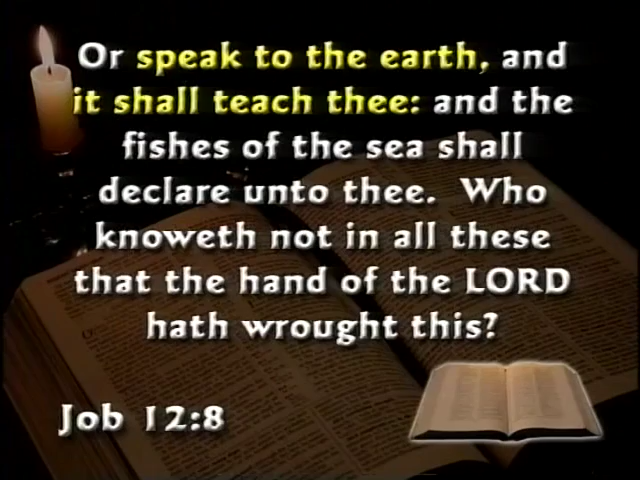 Or speak to the earth, and
it shall teach thee: and the
fishes of the sea shall
declare unto thee.  Who
knoweth not in all these
that the hand of the LORD
hath wrought this?
Job 12:8